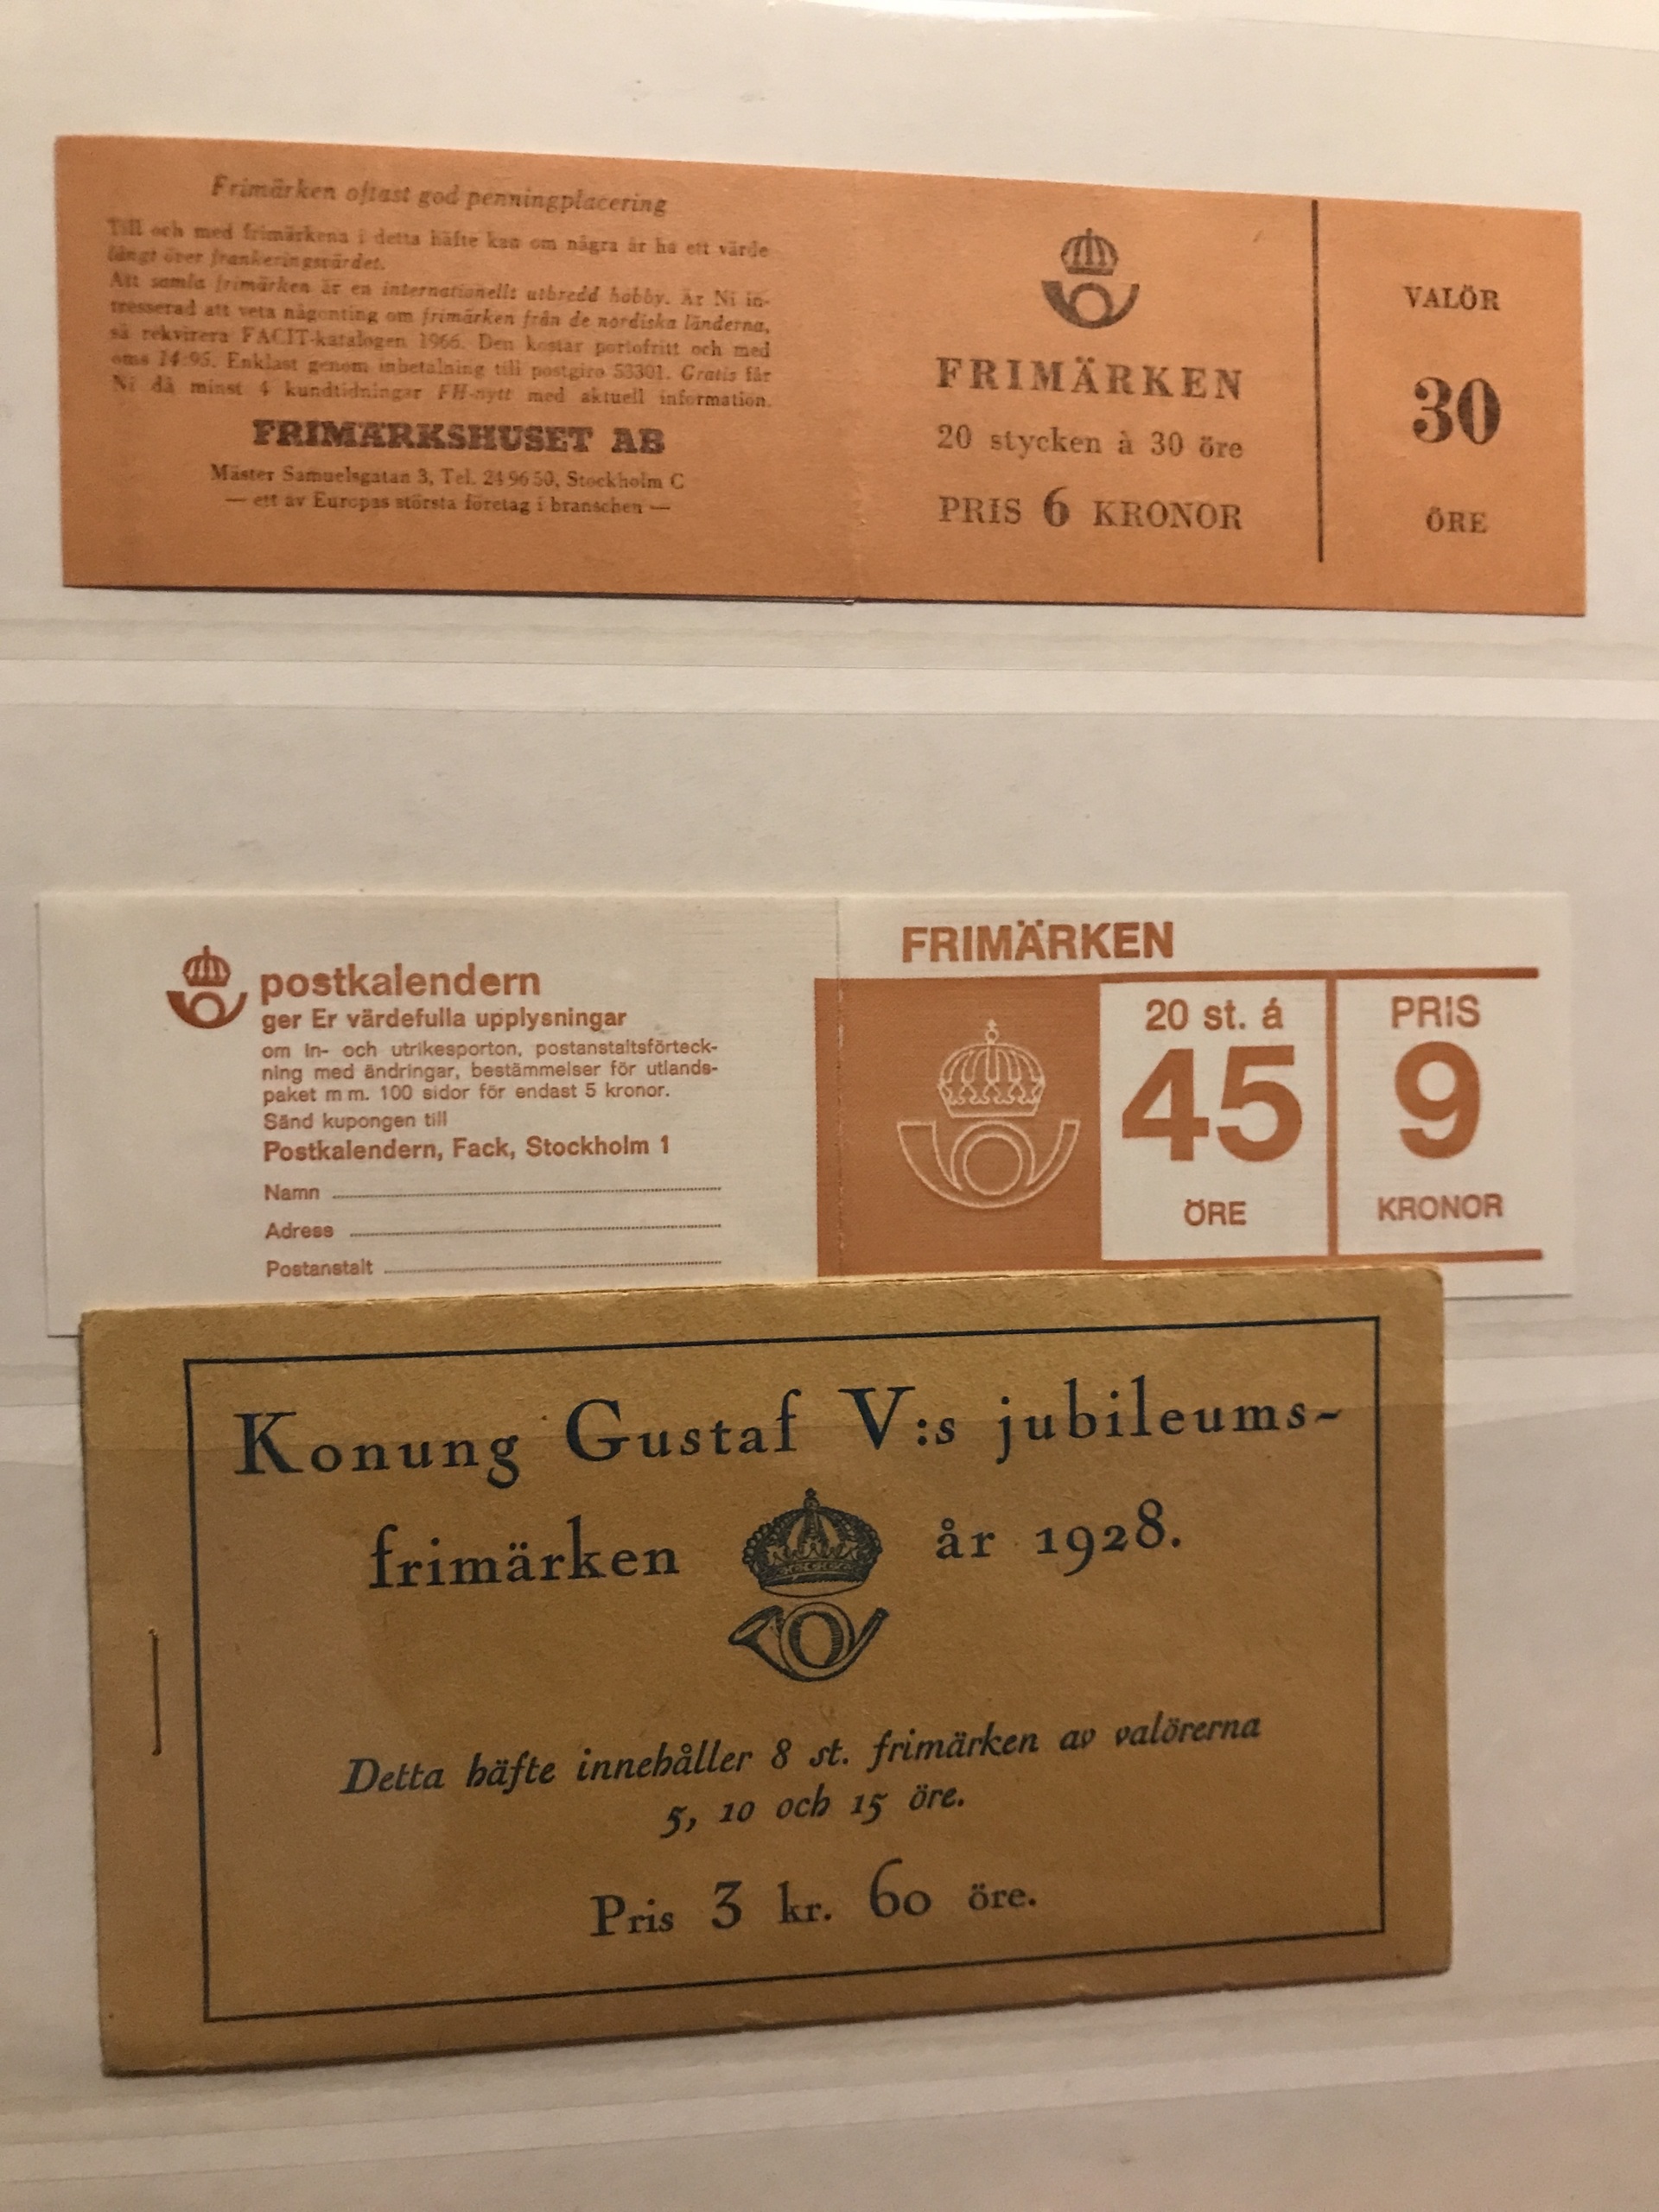 Frimärken oftast god penningplacering
Till och med frimärkena i detta häfte kan om några år ha ett värde
långt över frankeringsvärdet.
Att samla frimärken är en internationells utbredd hobby. Är Ni in-
tresserad att veta någonting om frimärken från de nordiska länderna,
så rekvirera FACIT-katalogen 1966. Den kostar portofritt och med
oms 14:95. Enklast genom inbetalning till postgiro 53301. Gratis får
Ni då minst 4 kundtidningar FH-nytt med aktuell information.
FRIMÄRKSHUSET AB
Mäster Samuelsgatan 3, Tel. 24 96 50, Stockholm C
— ett av Europas största företag i branschen —
FRIMÄRKEN
20 stycken à 30 öre
PRIS 6 KRONOR
VALÖR
30
ÖRE
postkalendern
ger Er värdefulla upplysningar
om in- och utrikesporton, postanstaltsförteck-
ning med ändringar, bestämmelser för utlands-
paket m m. 100 sidor för endast 5 kronor.
Sänd kupongen till
Postkalendern, Fack, Stockholm 1
Namn
Adress
Postanstalt
FRIMÄRKEN
20 st. á
45
ÖRE
PRIS
9
KRONOR
Konung Gustaf V:s jubileums-
frimärken år 1928.
Detta häfte innehåller 8 st. frimärken av valörerna
5, 10 och 15 öre.
Pris 3 kr. 60 öre.